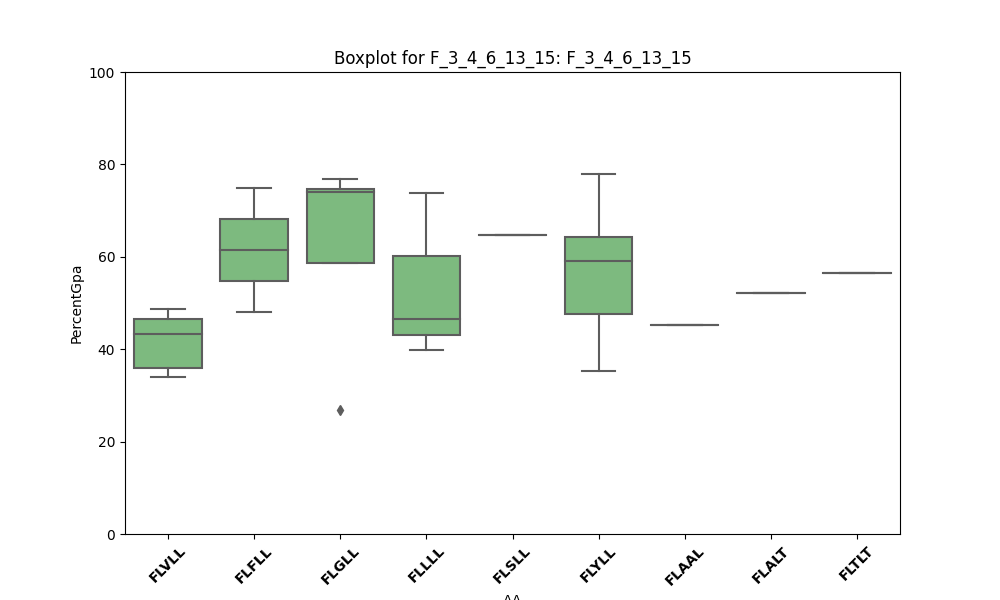 Boxplot for F_3_4_6_13_15: F_3_4_6_13_15
100
80
60
40
20
0
PercentGpa
FLVLL FLFLL FLGLL FLLLL FLSLL FLYLL FLAAL FLALT FLTLT
AA